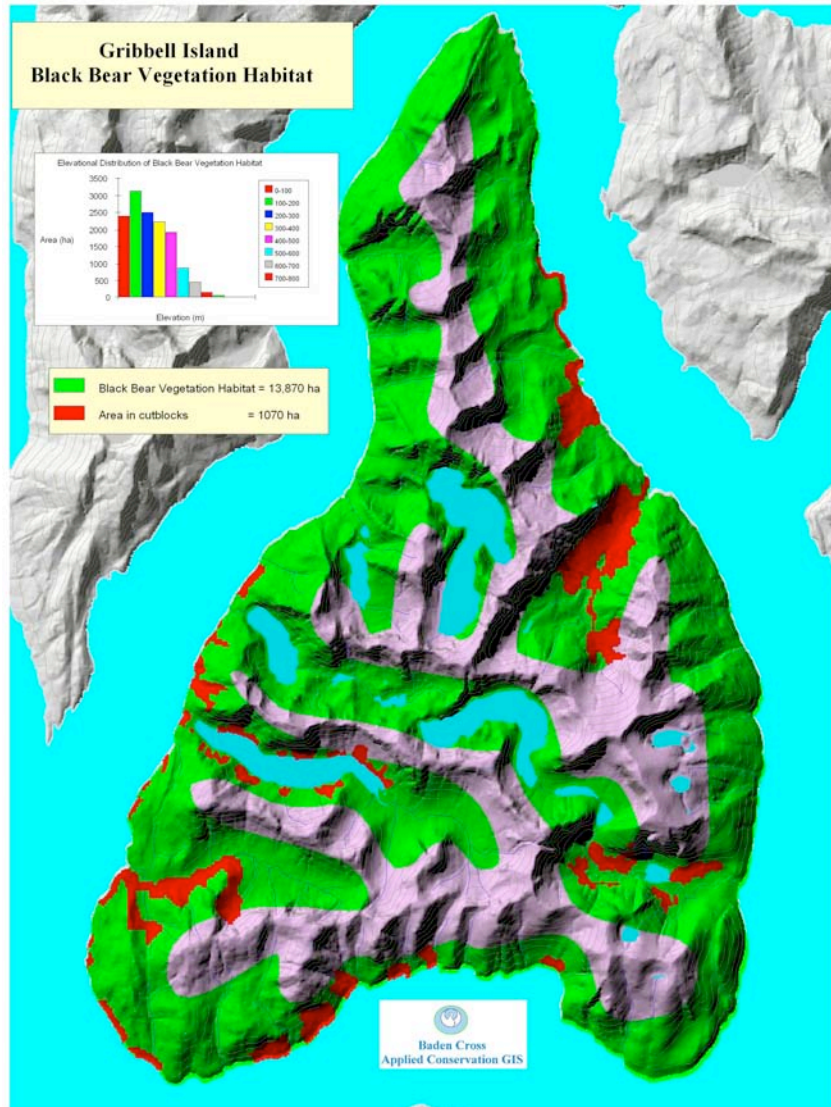 Gribbell Island
Black Bear Vegetation Habitat
Elevational Distribution of Black Bear Vegetation Habitat
3500
3000
2500
2000
1500
1000
500
0
Area (ha)
Elevation (m)
0-100
100-200
200-300
300-400
400-500
500-600
600-700
700-800
Black Bear Vegetation Habitat = 13,870 ha
Area in cutblocks = 1070 ha
Baden Cross
Applied Conservation GIS